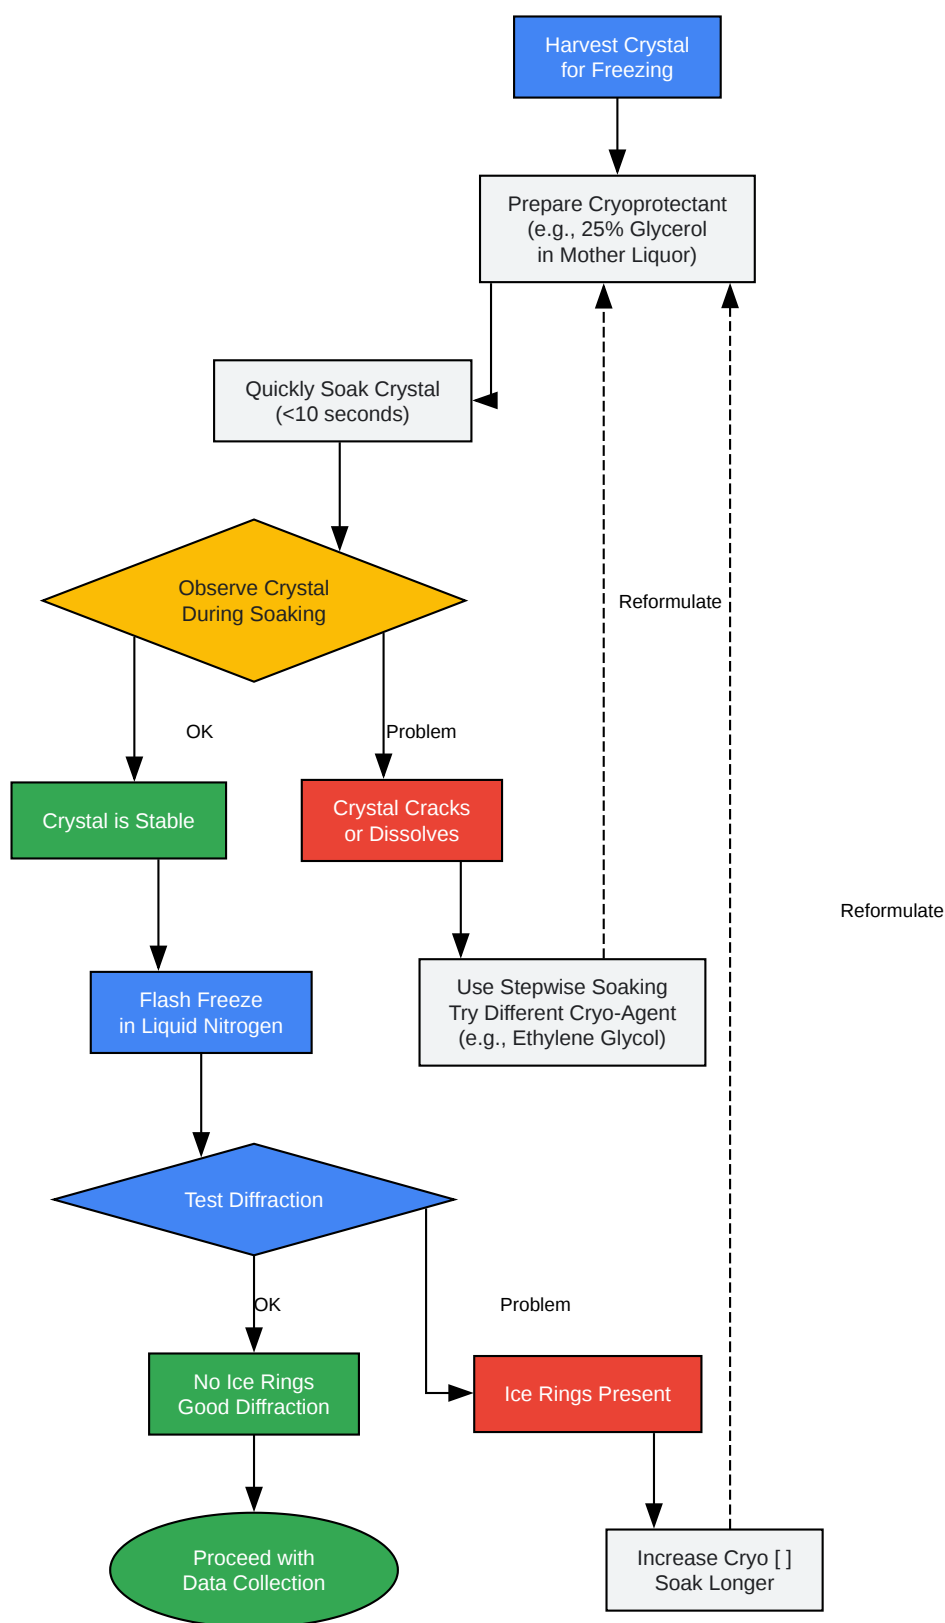 Harvest Crystal
for Freezing
Prepare Cryoprotectant
(e.g., 25% Glycerol
in Mother Liquor)
Quickly Soak Crystal
(<10 seconds)
Observe Crystal
During Soaking
Reformulate
OK
Problem
Crystal is Stable
Crystal Cracks
or Dissolves
Reformulate
Flash Freeze
in Liquid Nitrogen
Use Stepwise Soaking
Try Different Cryo-Agent
(e.g., Ethylene Glycol)
Test Diffraction
OK
Problem
No Ice Rings
Good Diffraction
Ice Rings Present
Proceed with
Data Collection
Increase Cryo [ ]
Soak Longer